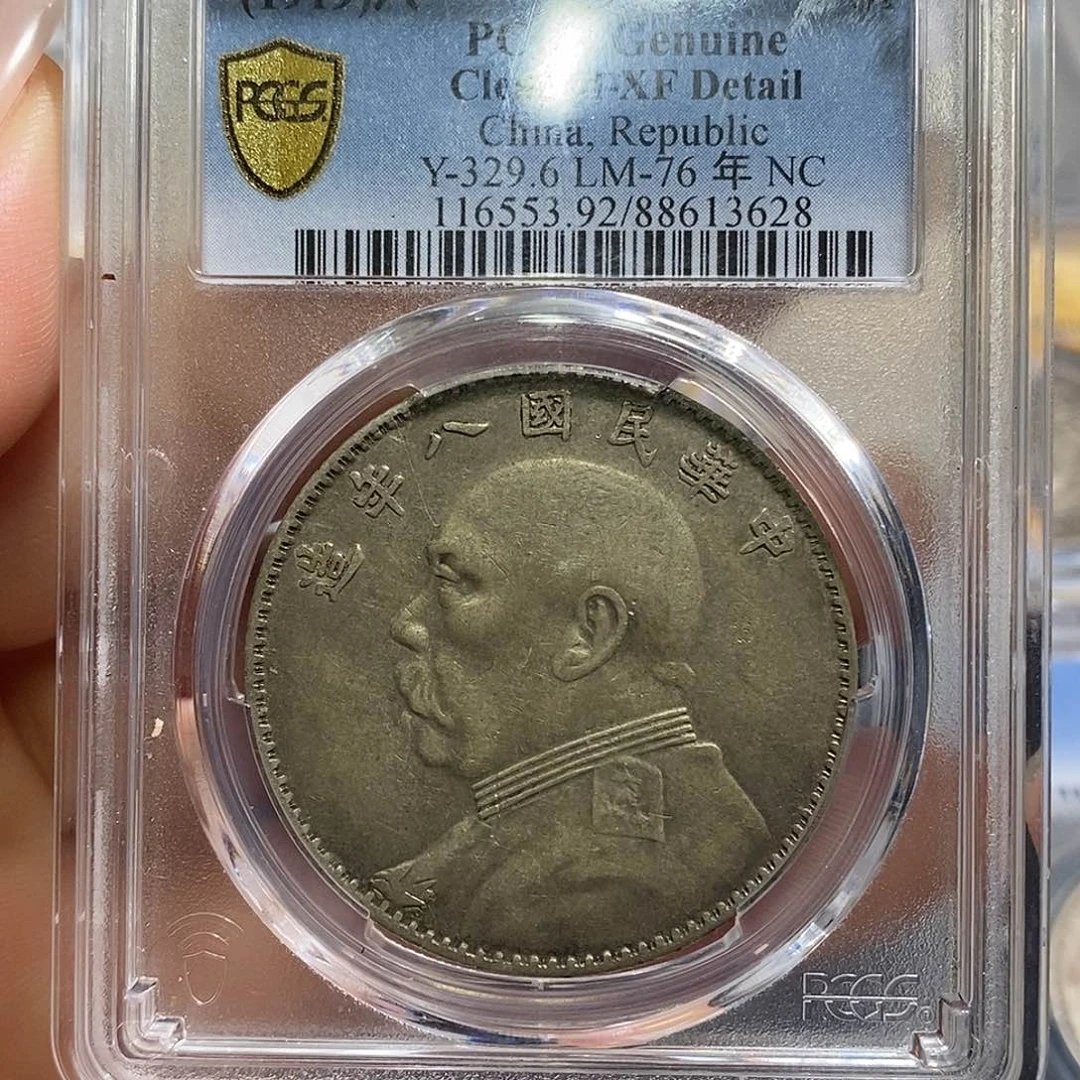 PCGS
Genuine
XF Detail
China, Republic
Y-329.6 LM-76 年 NC
116553.92/88613628
中華民國八年造
PCGS